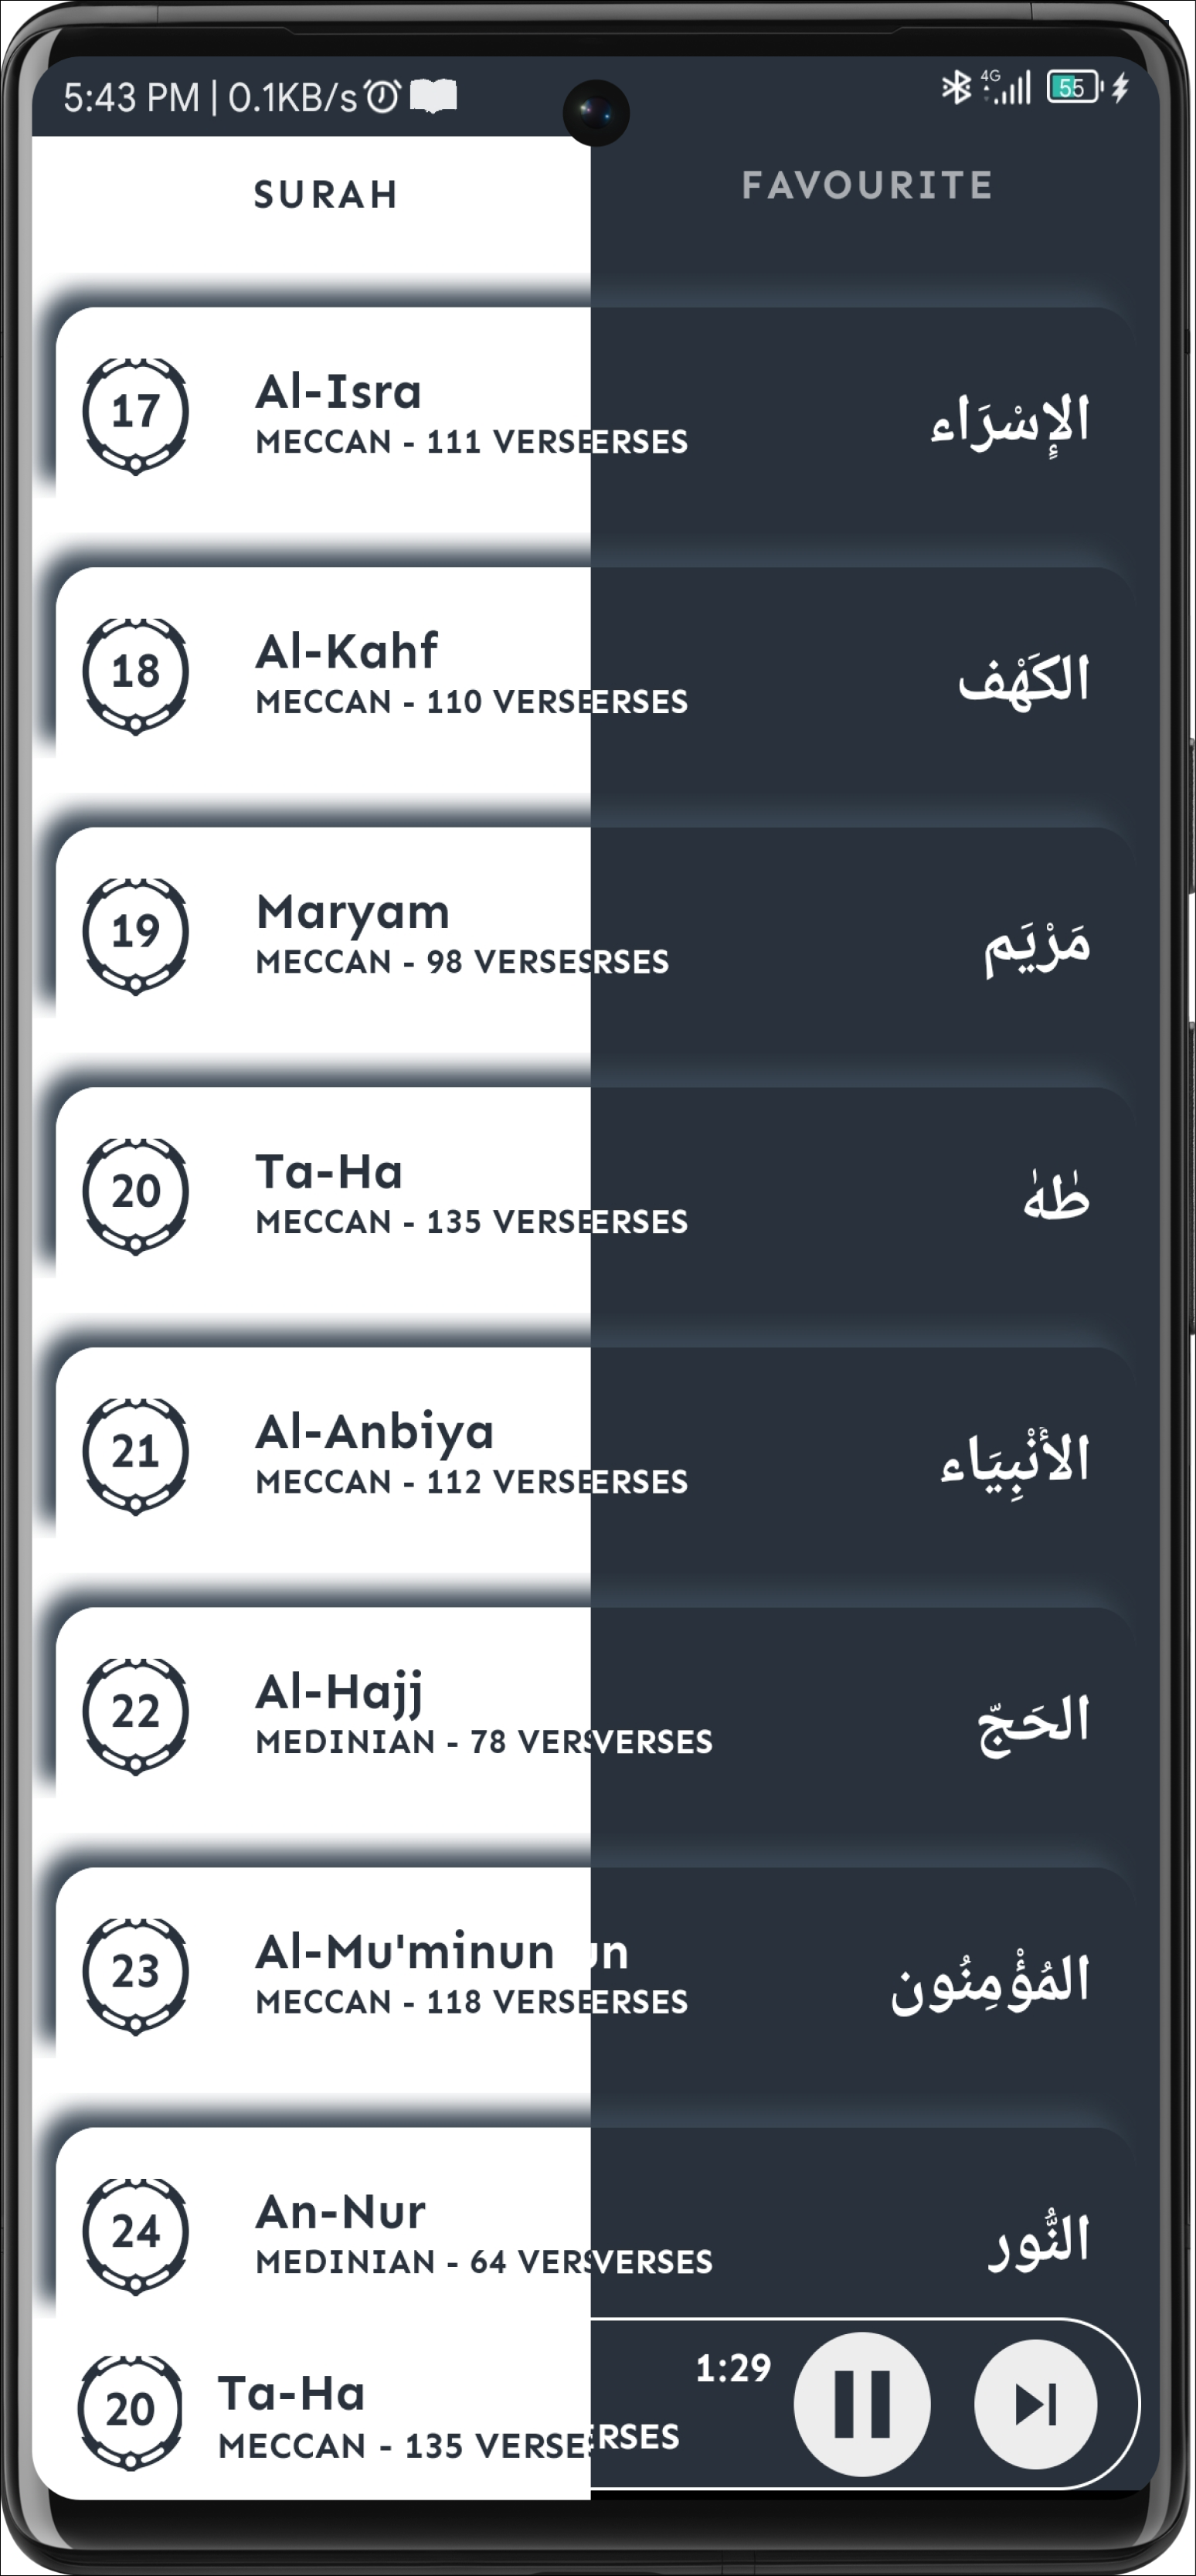 5:43 PM | 0.1KB/s 4G 55
SURAH FAVOURITE
17 Al-Isra الإِسْرَاء
MECCAN - 111 VERSEERSES
18 Al-Kahf الكَهْف
MECCAN - 110 VERSEERSES
19 Maryam مَرْيَم
MECCAN - 98 VERSESRSES
20 Ta-Ha طٰهٰ
MECCAN - 135 VERSEERSES
21 Al-Anbiya الأَنْبِيَاء
MECCAN - 112 VERSEERSES
22 Al-Hajj الحَجّ
MEDINIAN - 78 VERSVERSES
23 Al-Mu'minun un المُؤْمِنُون
MECCAN - 118 VERSEERSES
24 An-Nur النُّور
MEDINIAN - 64 VERSVERSES
20 Ta-Ha 1:29
MECCAN - 135 VERSEERSES